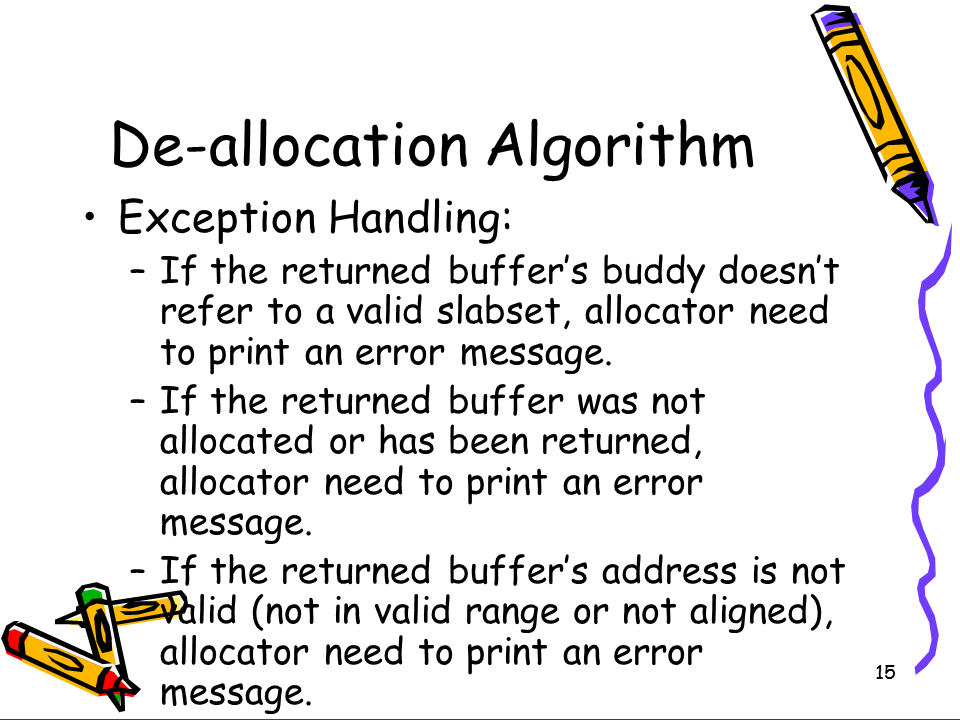 De-allocation Algorithm
• Exception Handling:
– If the returned buffer’s buddy doesn’t
refer to a valid slabset, allocator need
to print an error message.
– If the returned buffer was not
allocated or has been returned,
allocator need to print an error
message.
– If the returned buffer’s address is not
valid (not in valid range or not aligned),
allocator need to print an error
message.
15